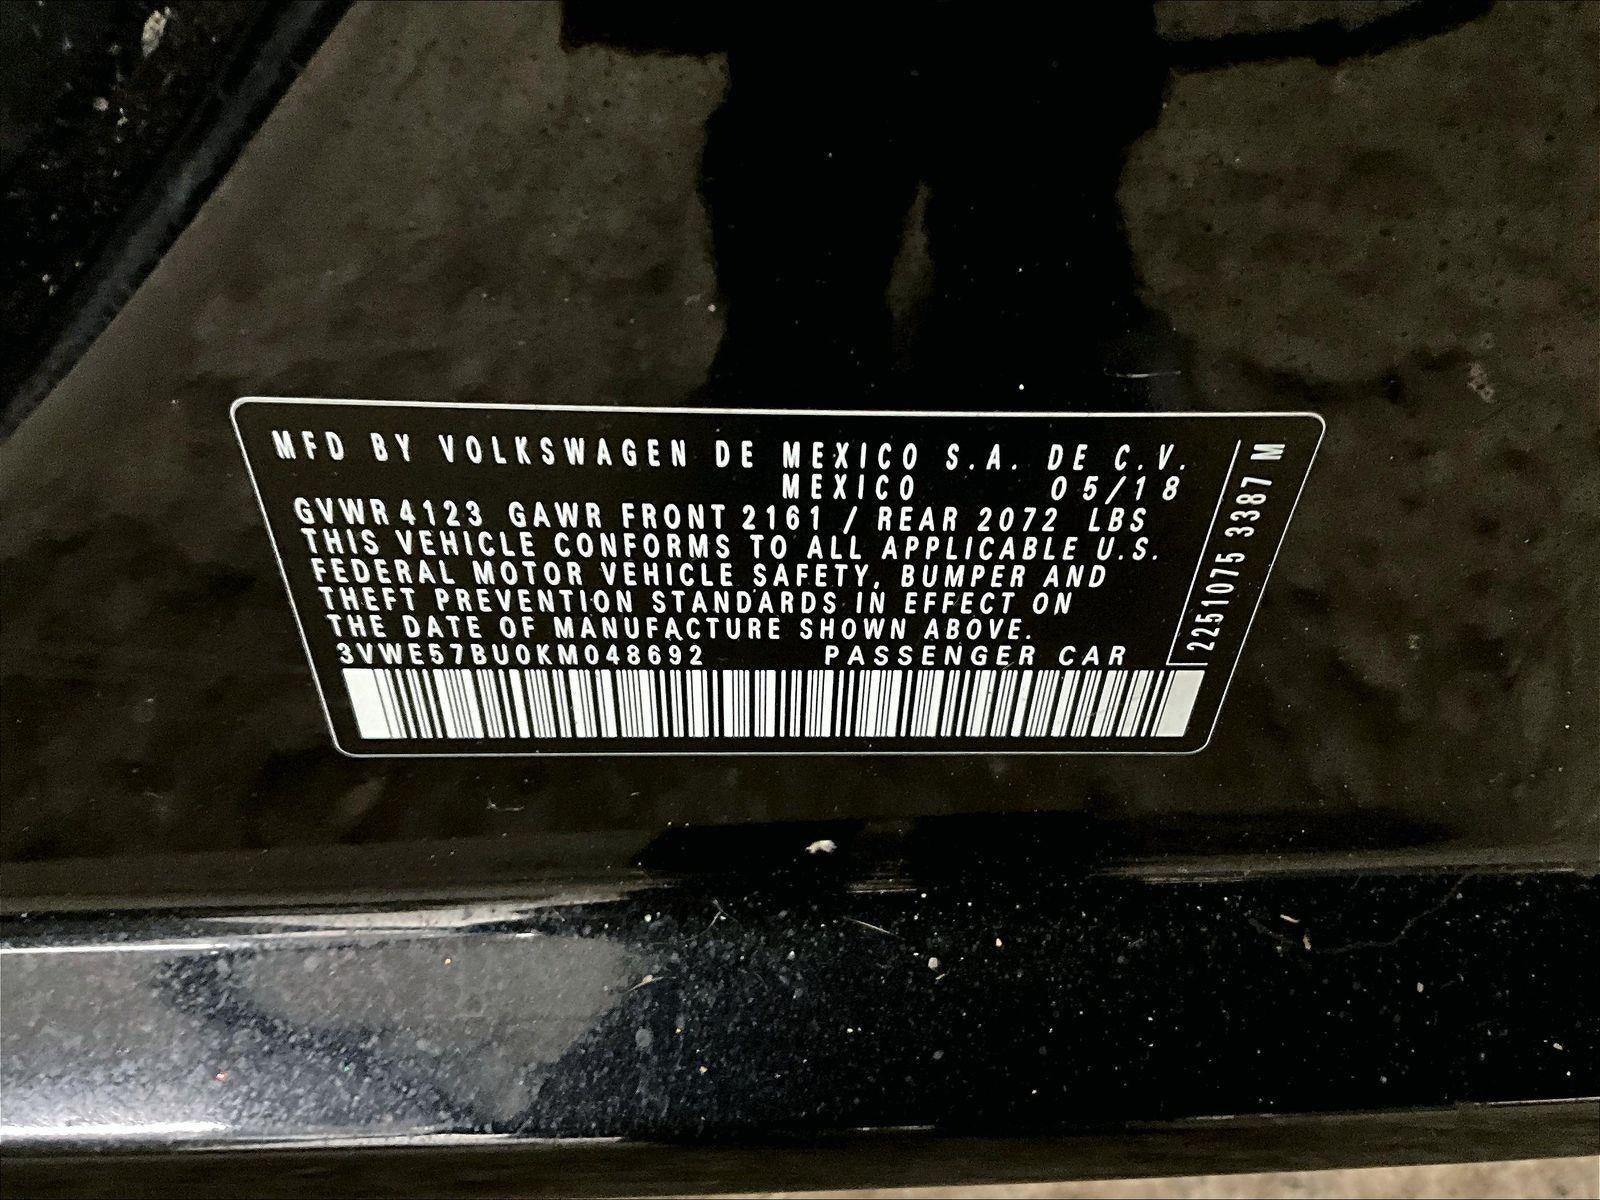 MFD BY VOLKSWAGEN DE MEXICO S.A. DE C.V.
MEXICO 05/18
GVWR 4123 GAWR FRONT 2161 / REAR 2072 LBS
THIS VEHICLE CONFORMS TO ALL APPLICABLE U.S.
FEDERAL MOTOR VEHICLE SAFETY, BUMPER AND
THEFT PREVENTION STANDARDS IN EFFECT ON
THE DATE OF MANUFACTURE SHOWN ABOVE.
3VWE57BU0KM048692 PASSENGER CAR
2251075 3387 M